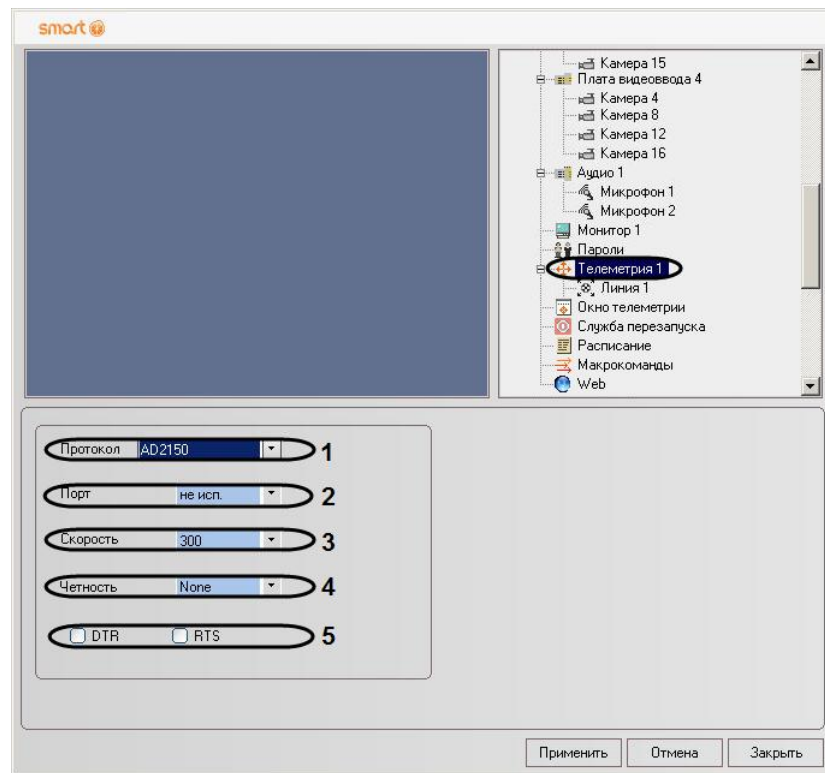 smart
Камера 15
Плата видеоввода 4
Камера 4
Камера 8
Камера 12
Камера 16
Аудио 1
Микрофон 1
Микрофон 2
Монитор 1
Пароли
Телеметрия 1
Линия 1
Окно телеметрии
Служба перезапуска
Расписание
Макрокоманды
Web
Протокол AD2150 1
Порт не исп. 2
Скорость 300 3
Четность None 4
DTR RTS 5
Применить Отмена Закрыть